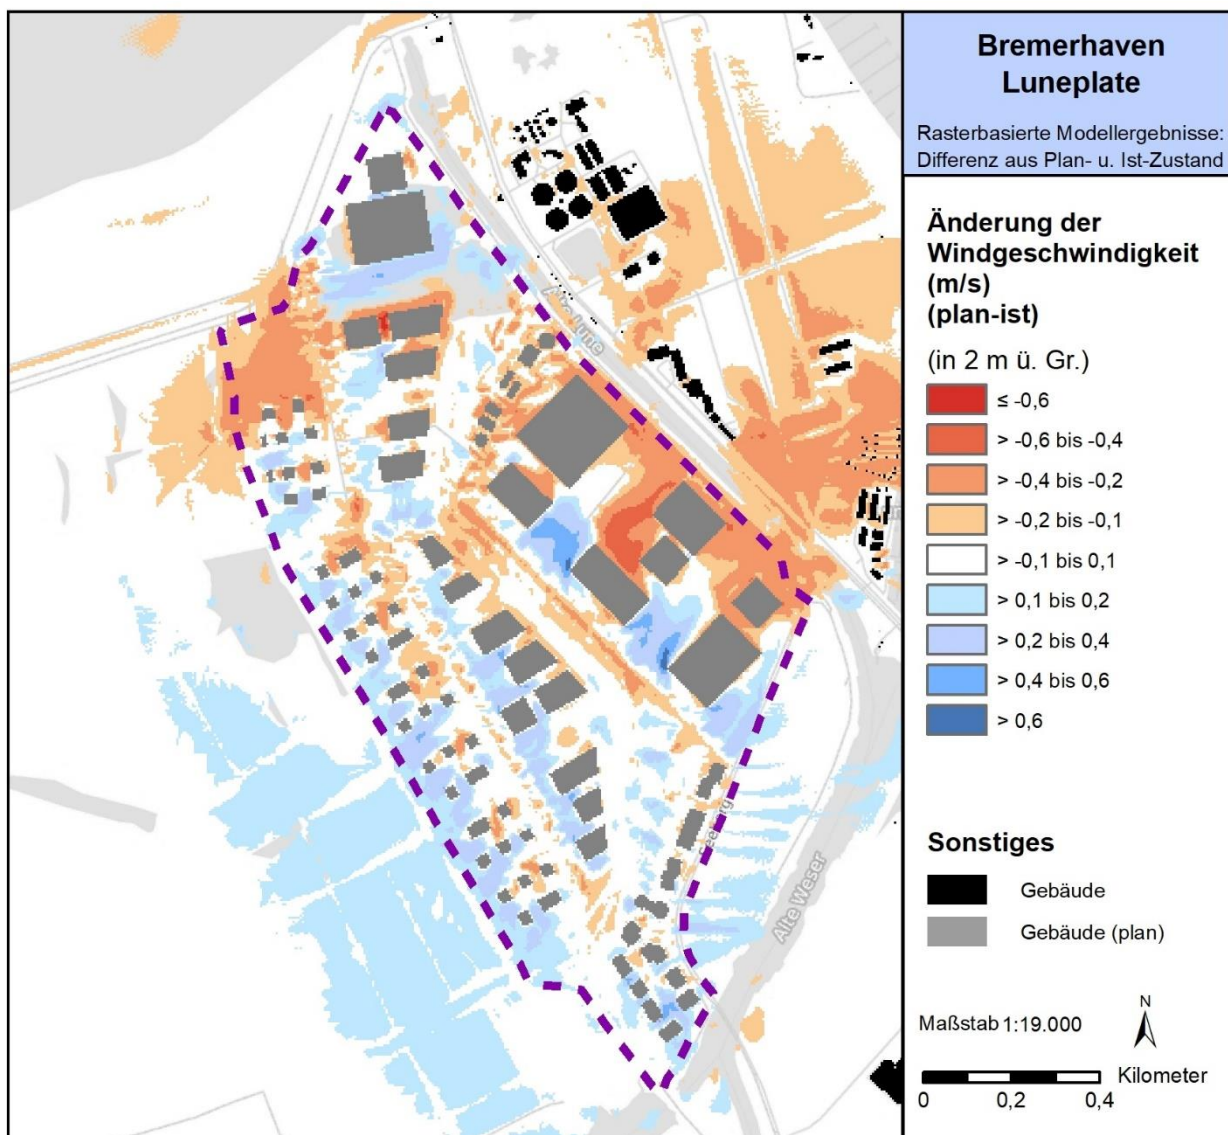 Bremerhaven
Luneplate
Rasterbasierte Modellergebnisse:
Differenz aus Plan- u. Ist-Zustand
Änderung der
Windgeschwindigkeit
(m/s)
(plan-ist)
(in 2 m ü. Gr.)
≤ -0,6
> -0,6 bis -0,4
> -0,4 bis -0,2
> -0,2 bis -0,1
> -0,1 bis 0,1
> 0,1 bis 0,2
> 0,2 bis 0,4
> 0,4 bis 0,6
> 0,6
Sonstiges
Gebäude
Gebäude (plan)
Maßstab 1:19.000
N
Kilometer
0 0,2 0,4
Alte Lune
Alte Weser